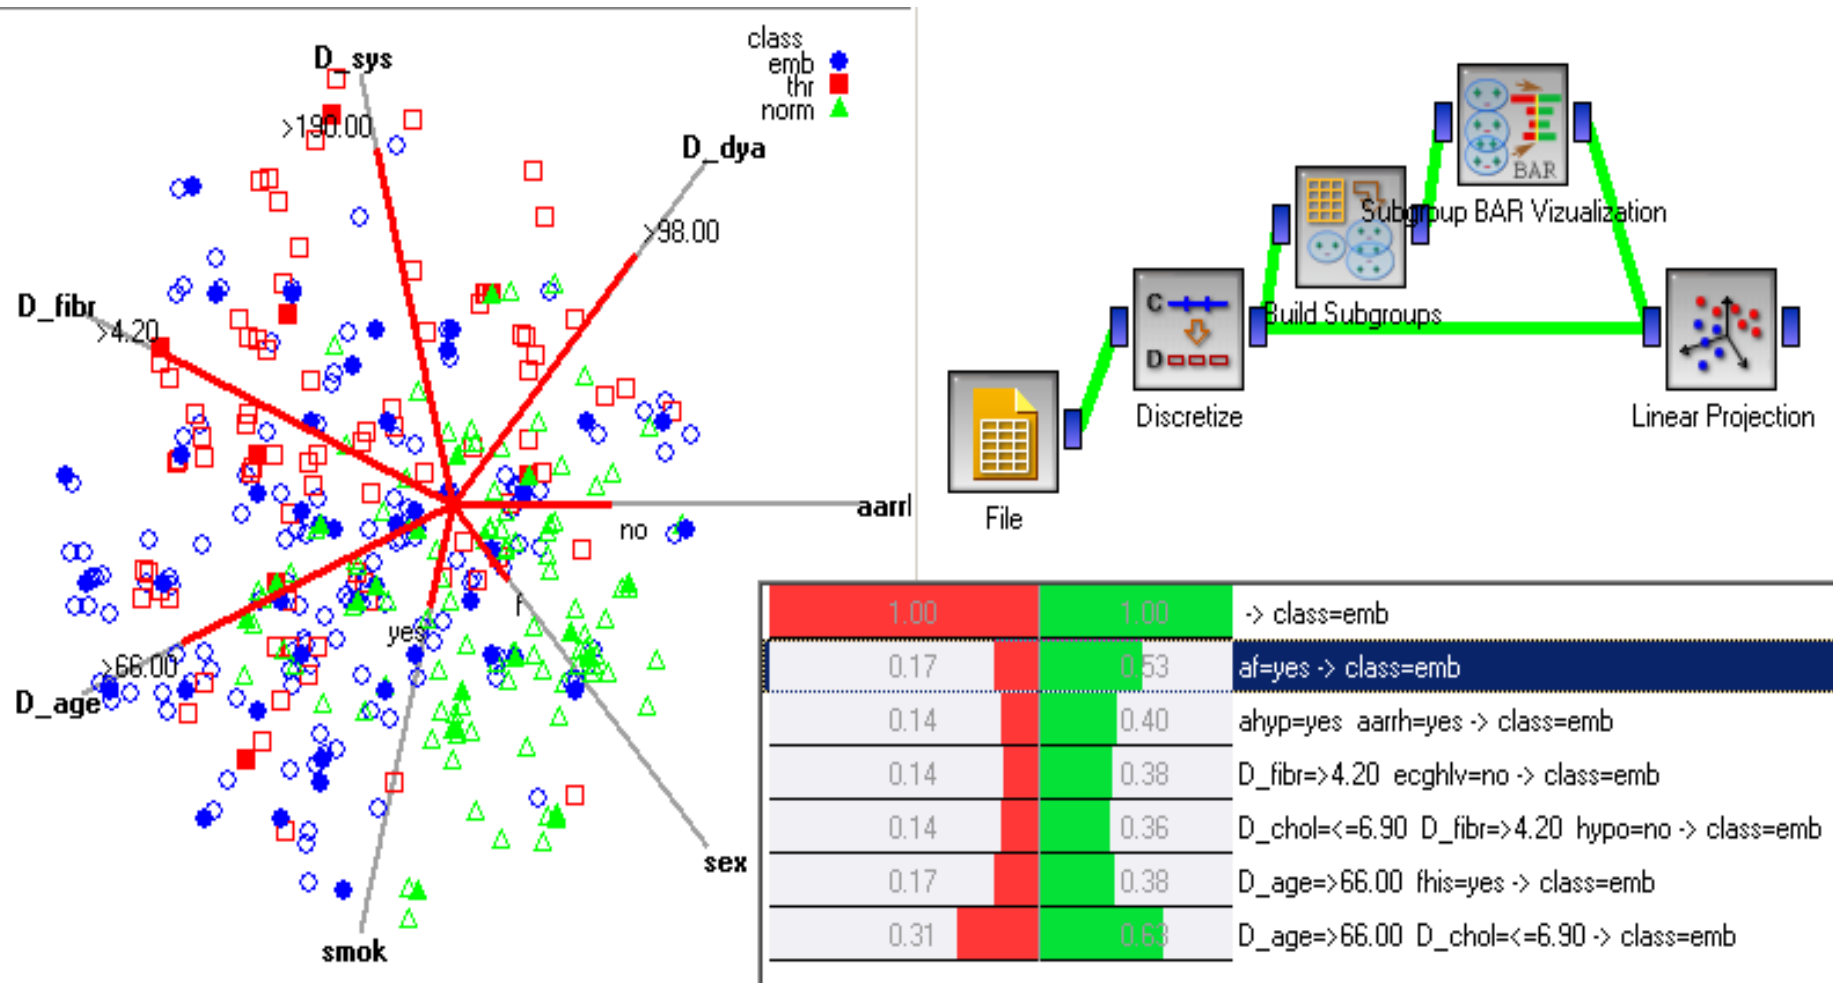 D_sys
class
emb
thr
norm
>190.00
D_dya
>98.00
D_fibr
>4.20
aarrl
no
f
yes
>66.00
D_age
sex
smok
BAR
Subgroup BAR Vizualization
Build Subgroups
C
D
Discretize
Linear Projection
File
1.00 1.00 -> class=emb
0.17 0.53 af=yes -> class=emb
0.14 0.40 ahyp=yes aarrh=yes -> class=emb
0.14 0.38 D_fibr=>4.20 ecghlv=no -> class=emb
0.14 0.36 D_chol=<=6.90 D_fibr=>4.20 hypo=no -> class=emb
0.17 0.38 D_age=>66.00 fhis=yes -> class=emb
0.31 0.63 D_age=>66.00 D_chol=<=6.90 -> class=emb